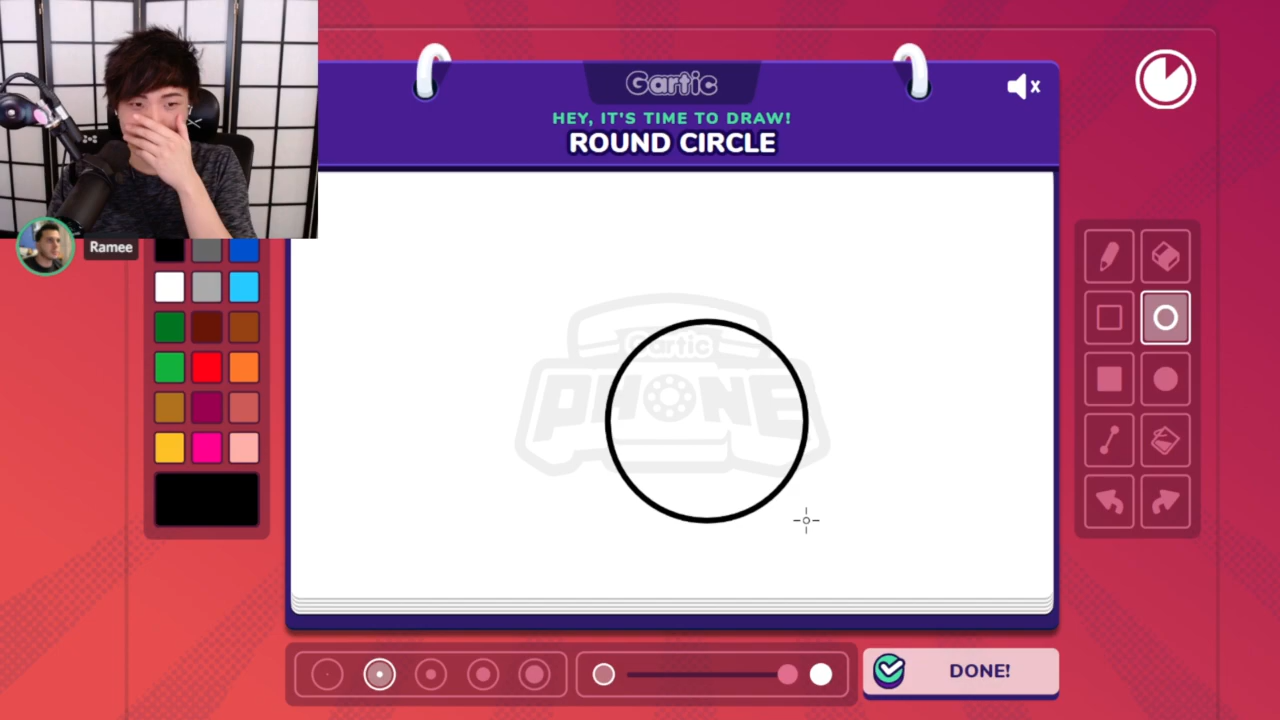 Gartic
HEY, IT'S TIME TO DRAW!
ROUND CIRCLE
Ramee
Gartic
PHONE
DONE!